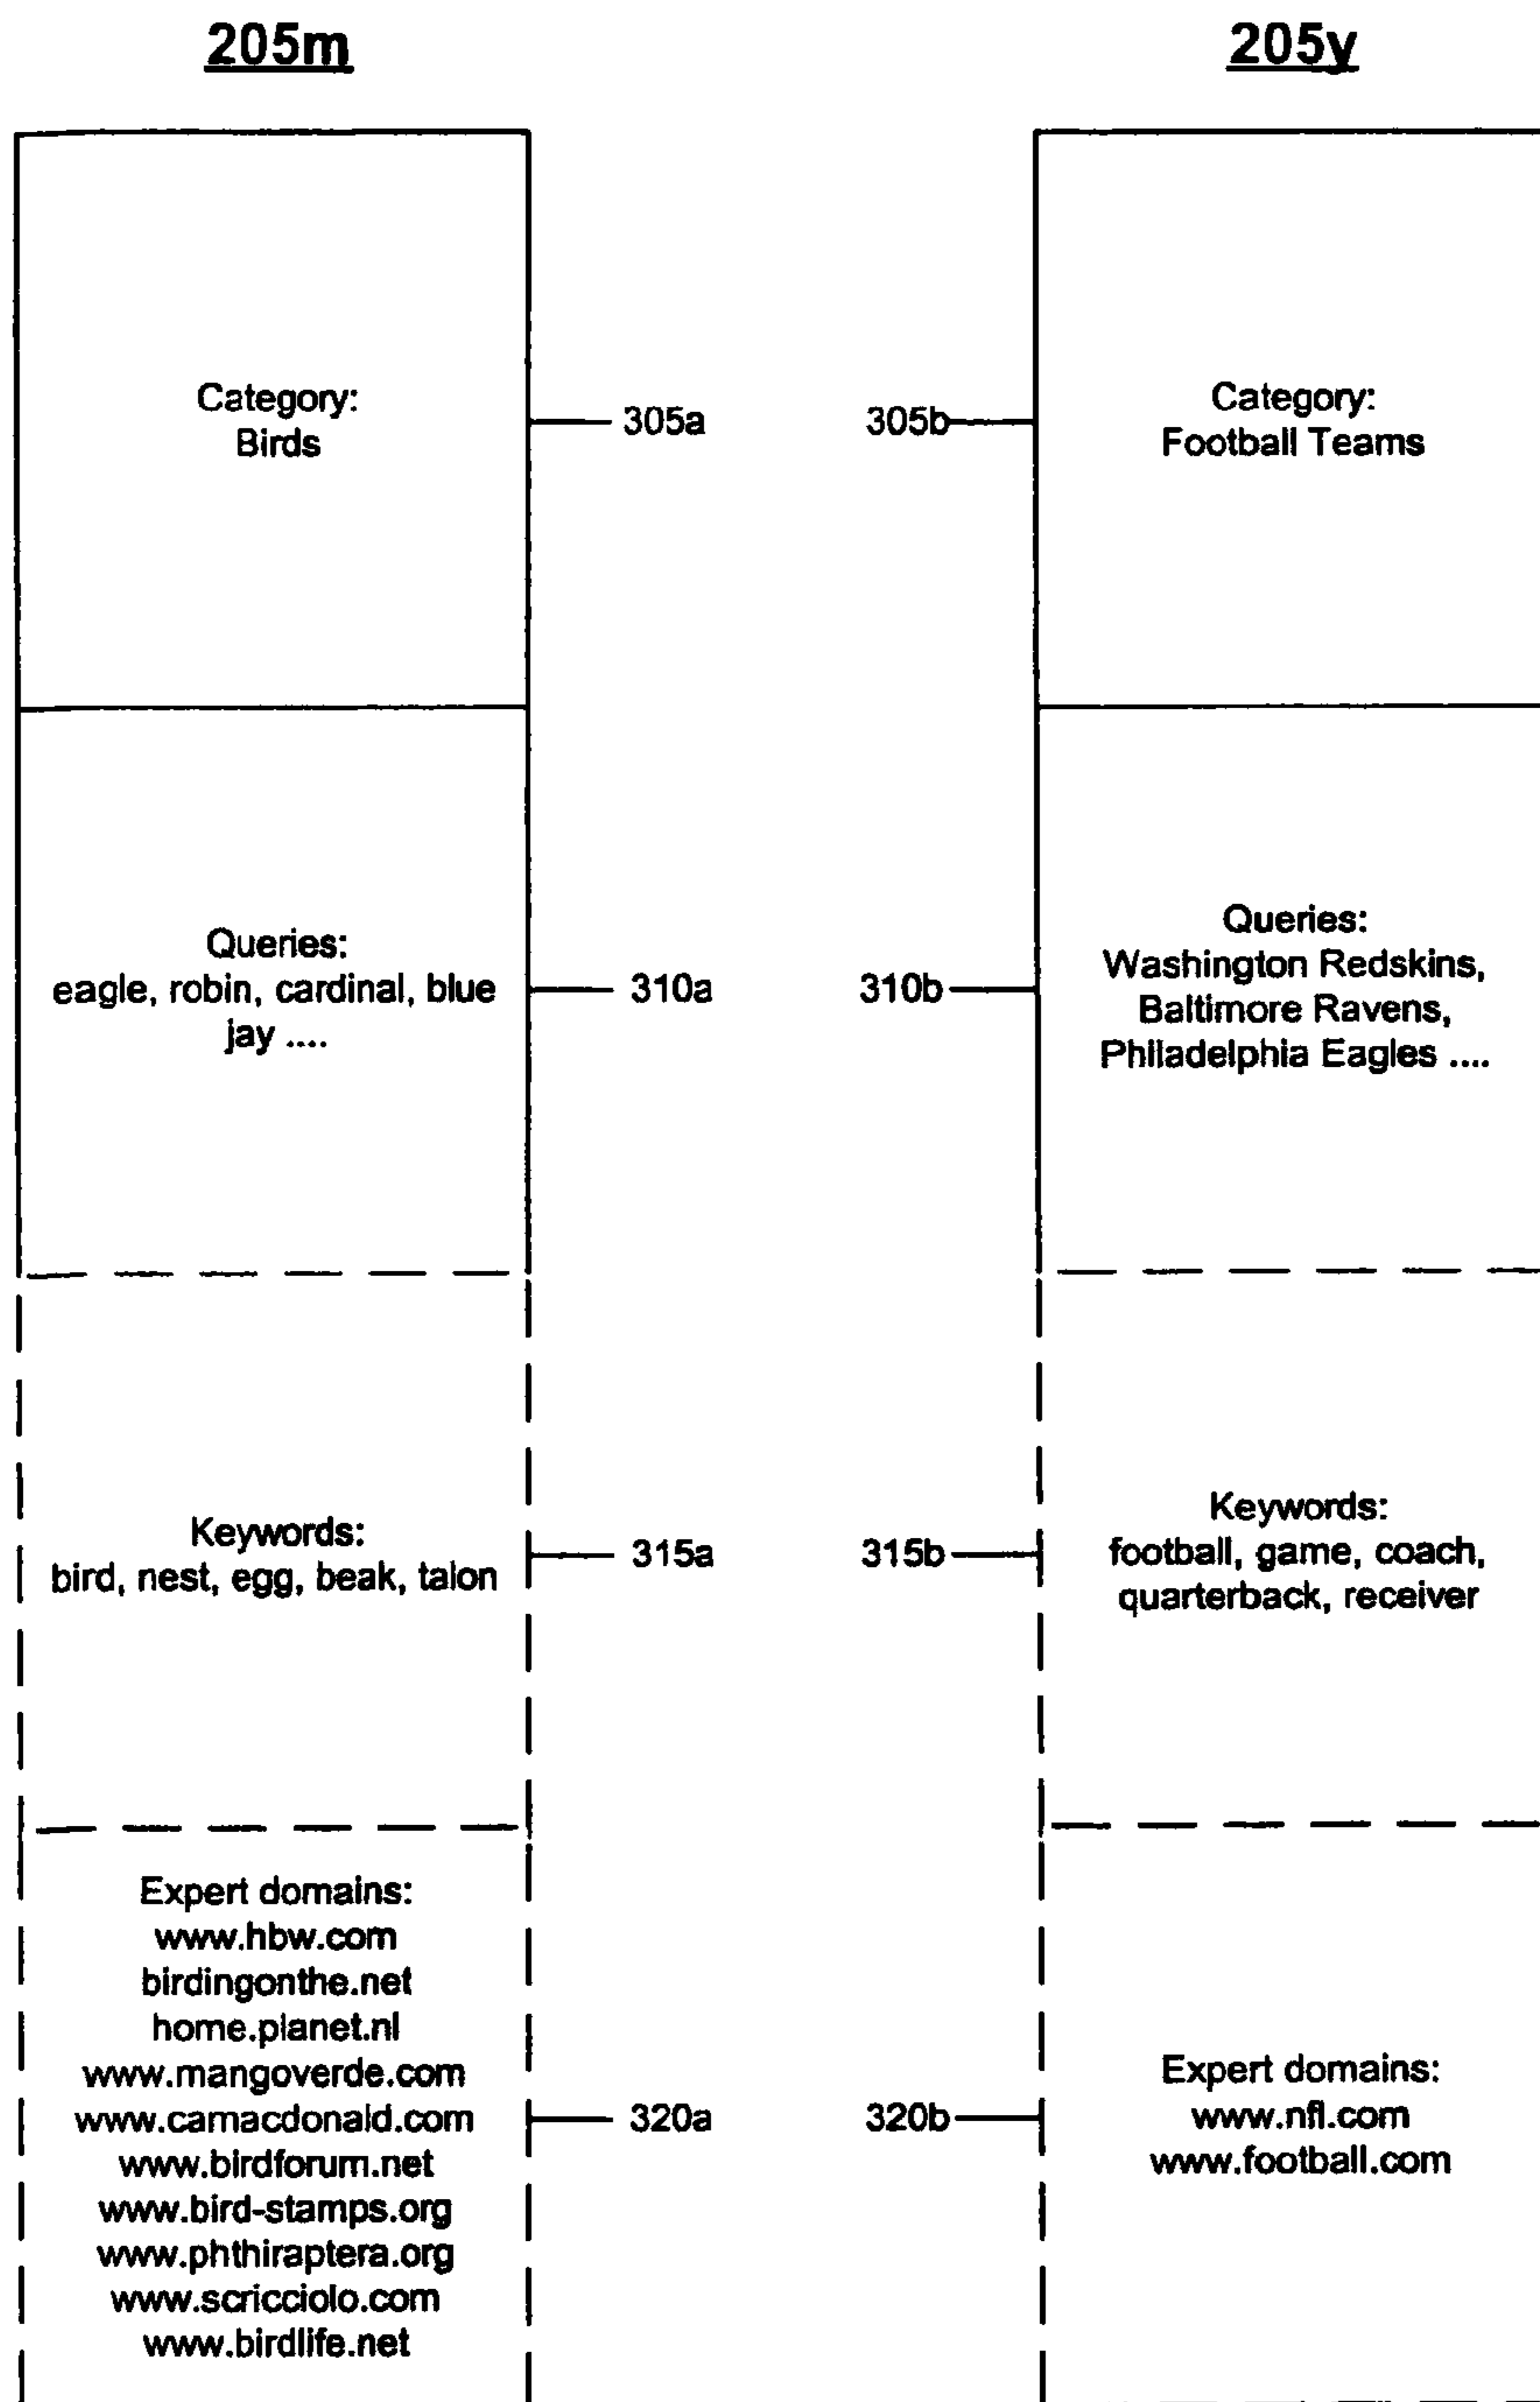 205m
Category:
Birds
305a
Queries:
eagle, robin, cardinal, blue
jay ....
310a
Keywords:
bird, nest, egg, beak, talon
315a
Expert domains:
www.hbw.com
birdingonthe.net
home.planet.nl
www.mangoverde.com
www.camacdonald.com
www.birdforum.net
www.bird-stamps.org
www.phthiraptera.org
www.scricciolo.com
www.birdlife.net
320a
205y
305b
Category:
Football Teams
310b
Queries:
Washington Redskins,
Baltimore Ravens,
Philadelphia Eagles ....
315b
Keywords:
football, game, coach,
quarterback, receiver
320b
Expert domains:
www.nfl.com
www.football.com